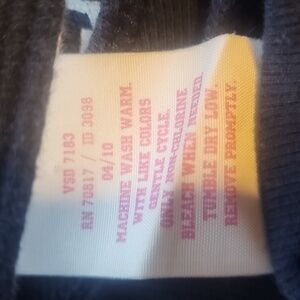 VSD 7183
RN 70817 / ID 3098
04/10
MACHINE WASH WARM.
WITH LIKE COLORS
GENTLE CYCLE.
ONLY NON-CHLORINE
BLEACH WHEN NEEDED.
TUMBLE DRY LOW.
REMOVE PROMPTLY.